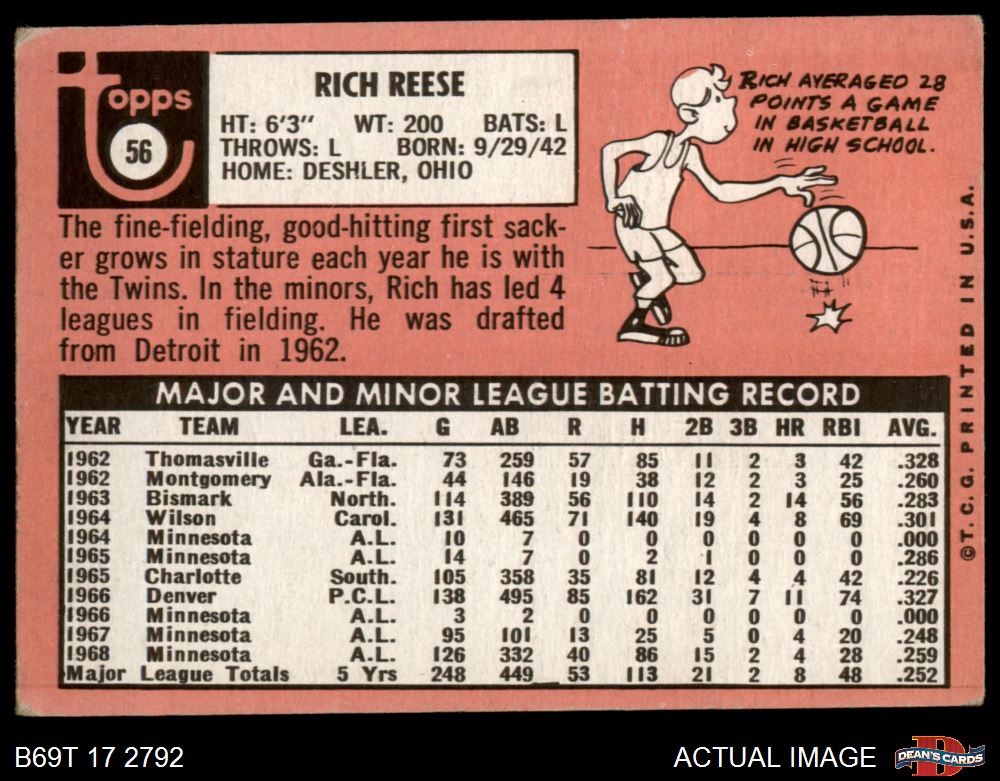 topps
56
RICH REESE
HT: 6'3" WT: 200 BATS: L
THROWS: L BORN: 9/29/42
HOME: DESHLER, OHIO
RICH AVERAGED 28
POINTS A GAME
IN BASKETBALL
IN HIGH SCHOOL.
The fine-fielding, good-hitting first sack-
er grows in stature each year he is with
the Twins. In the minors, Rich has led 4
leagues in fielding. He was drafted
from Detroit in 1962.
MAJOR AND MINOR LEAGUE BATTING RECORD
YEAR TEAM LEA. G AB R H 2B 3B HR RBI AVG.
1962 Thomasville Ga.-Fla. 73 259 57 85 11 2 3 42 .328
1962 Montgomery Ala.-Fla. 44 146 19 38 12 2 3 25 .260
1963 Bismark North. 114 389 56 110 14 2 14 56 .283
1964 Wilson Carol. 131 465 71 140 19 4 8 69 .301
1964 Minnesota A.L. 10 7 0 0 0 0 0 0 .000
1965 Minnesota A.L. 14 7 0 2 1 0 0 0 .286
1965 Charlotte South. 105 358 35 81 12 4 4 42 .226
1966 Denver P.C.L. 138 495 85 162 31 7 11 74 .327
1966 Minnesota A.L. 3 2 0 0 0 0 0 0 .000
1967 Minnesota A.L. 95 101 13 25 5 0 4 20 .248
1968 Minnesota A.L. 126 332 40 86 15 2 4 28 .259
Major League Totals 5 Yrs 248 449 53 113 21 2 8 48 .252
©T.C.G. PRINTED IN U.S.A.
B69T 17 2792
ACTUAL IMAGE
D
DEAN'S CARDS